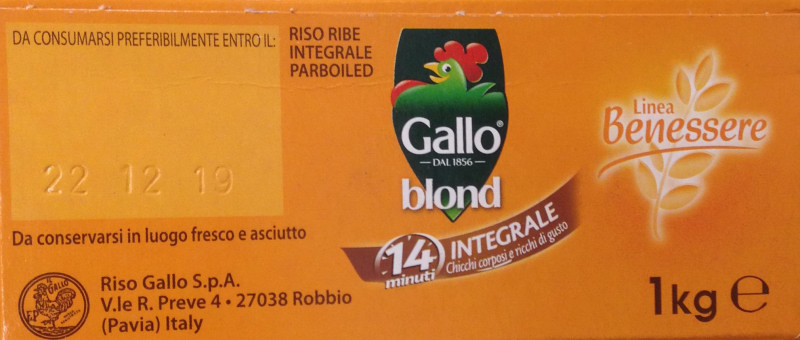 DA CONSUMARSI PREFERIBILMENTE ENTRO IL:
22 12 19
Da conservarsi in luogo fresco e asciutto
RISO RIBE
INTEGRALE
PARBOILED
Gallo®
DAL 1856
blond
14
minuti
INTEGRALE
Chicchi corposi e ricchi di gusto
Linea
Benessere
Riso Gallo S.p.A.
V.le R. Preve 4 • 27038 Robbio
(Pavia) Italy
1kg ℮